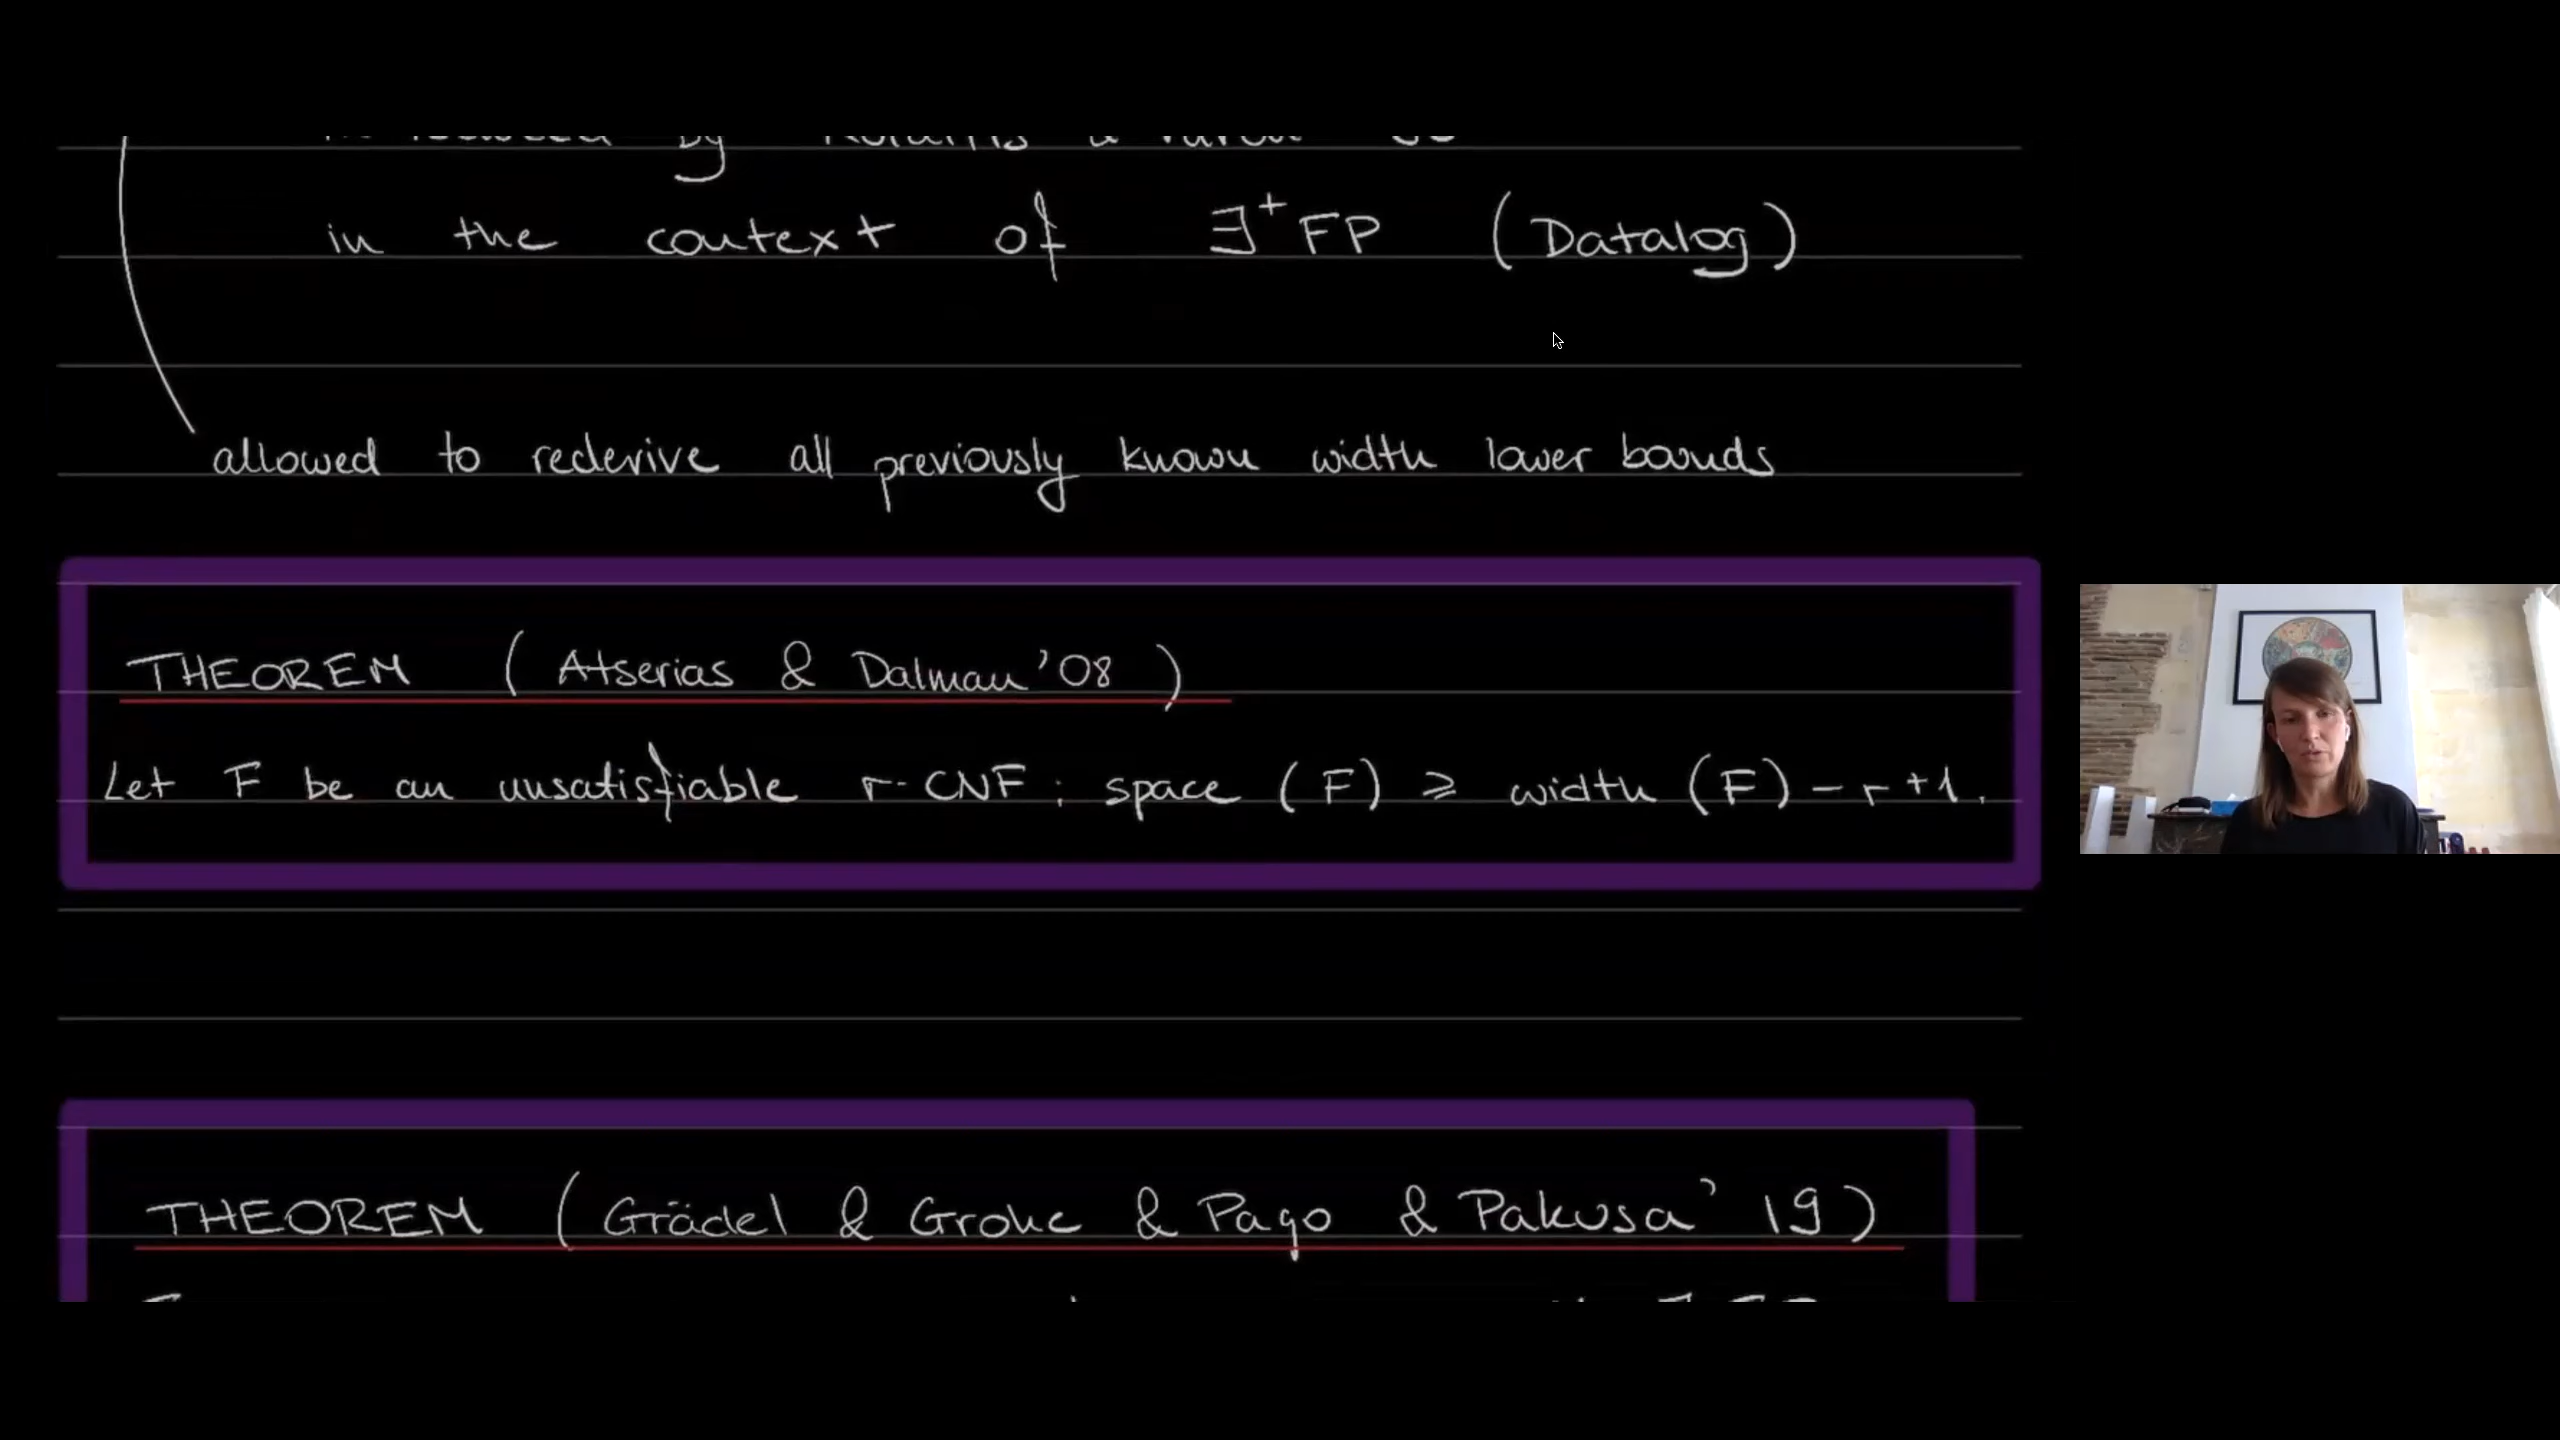 by
in the context of ∃⁺FP (Datalog)
allowed to rederive all previously known width lower bounds
THEOREM (Atserias & Dalmau '08)
Let F be an unsatisfiable r-CNF : space (F) ⩾ width (F) - r + 1.
THEOREM (Grädel & Grohe & Pago & Pakusa '19)